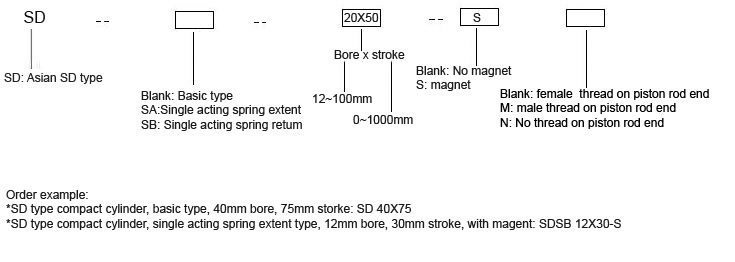 SD -- -- 20X50 -- S
Bore x stroke
SD: Asian SD type
Blank: Basic type
SA:Single acting spring extent
SB: Single acting spring retum
12~100mm
0~1000mm
Blank: No magnet
S: magnet
Blank: female thread on piston rod end
M: male thread on piston rod end
N: No thread on piston rod end
Order example:
*SD type compact cylinder, basic type, 40mm bore, 75mm storke: SD 40X75
*SD type compact cylinder, single acting spring extent type, 12mm bore, 30mm stroke, with magent: SDSB 12X30-S